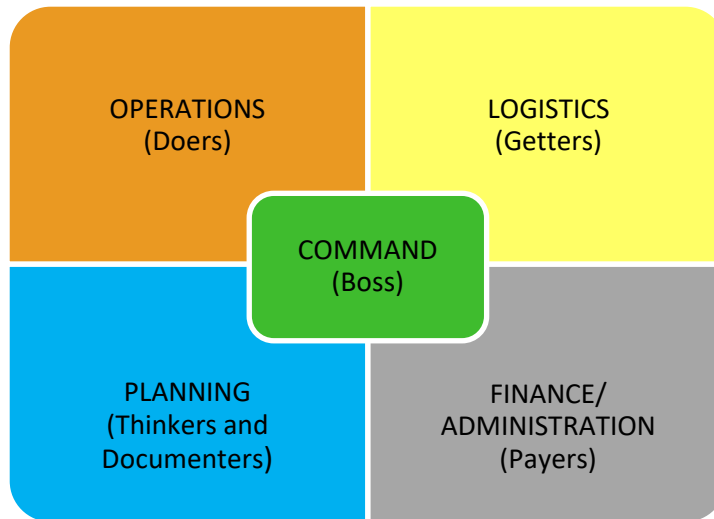 OPERATIONS
(Doers)
LOGISTICS
(Getters)
COMMAND
(Boss)
PLANNING
(Thinkers and
Documenters)
FINANCE/
ADMINISTRATION
(Payers)